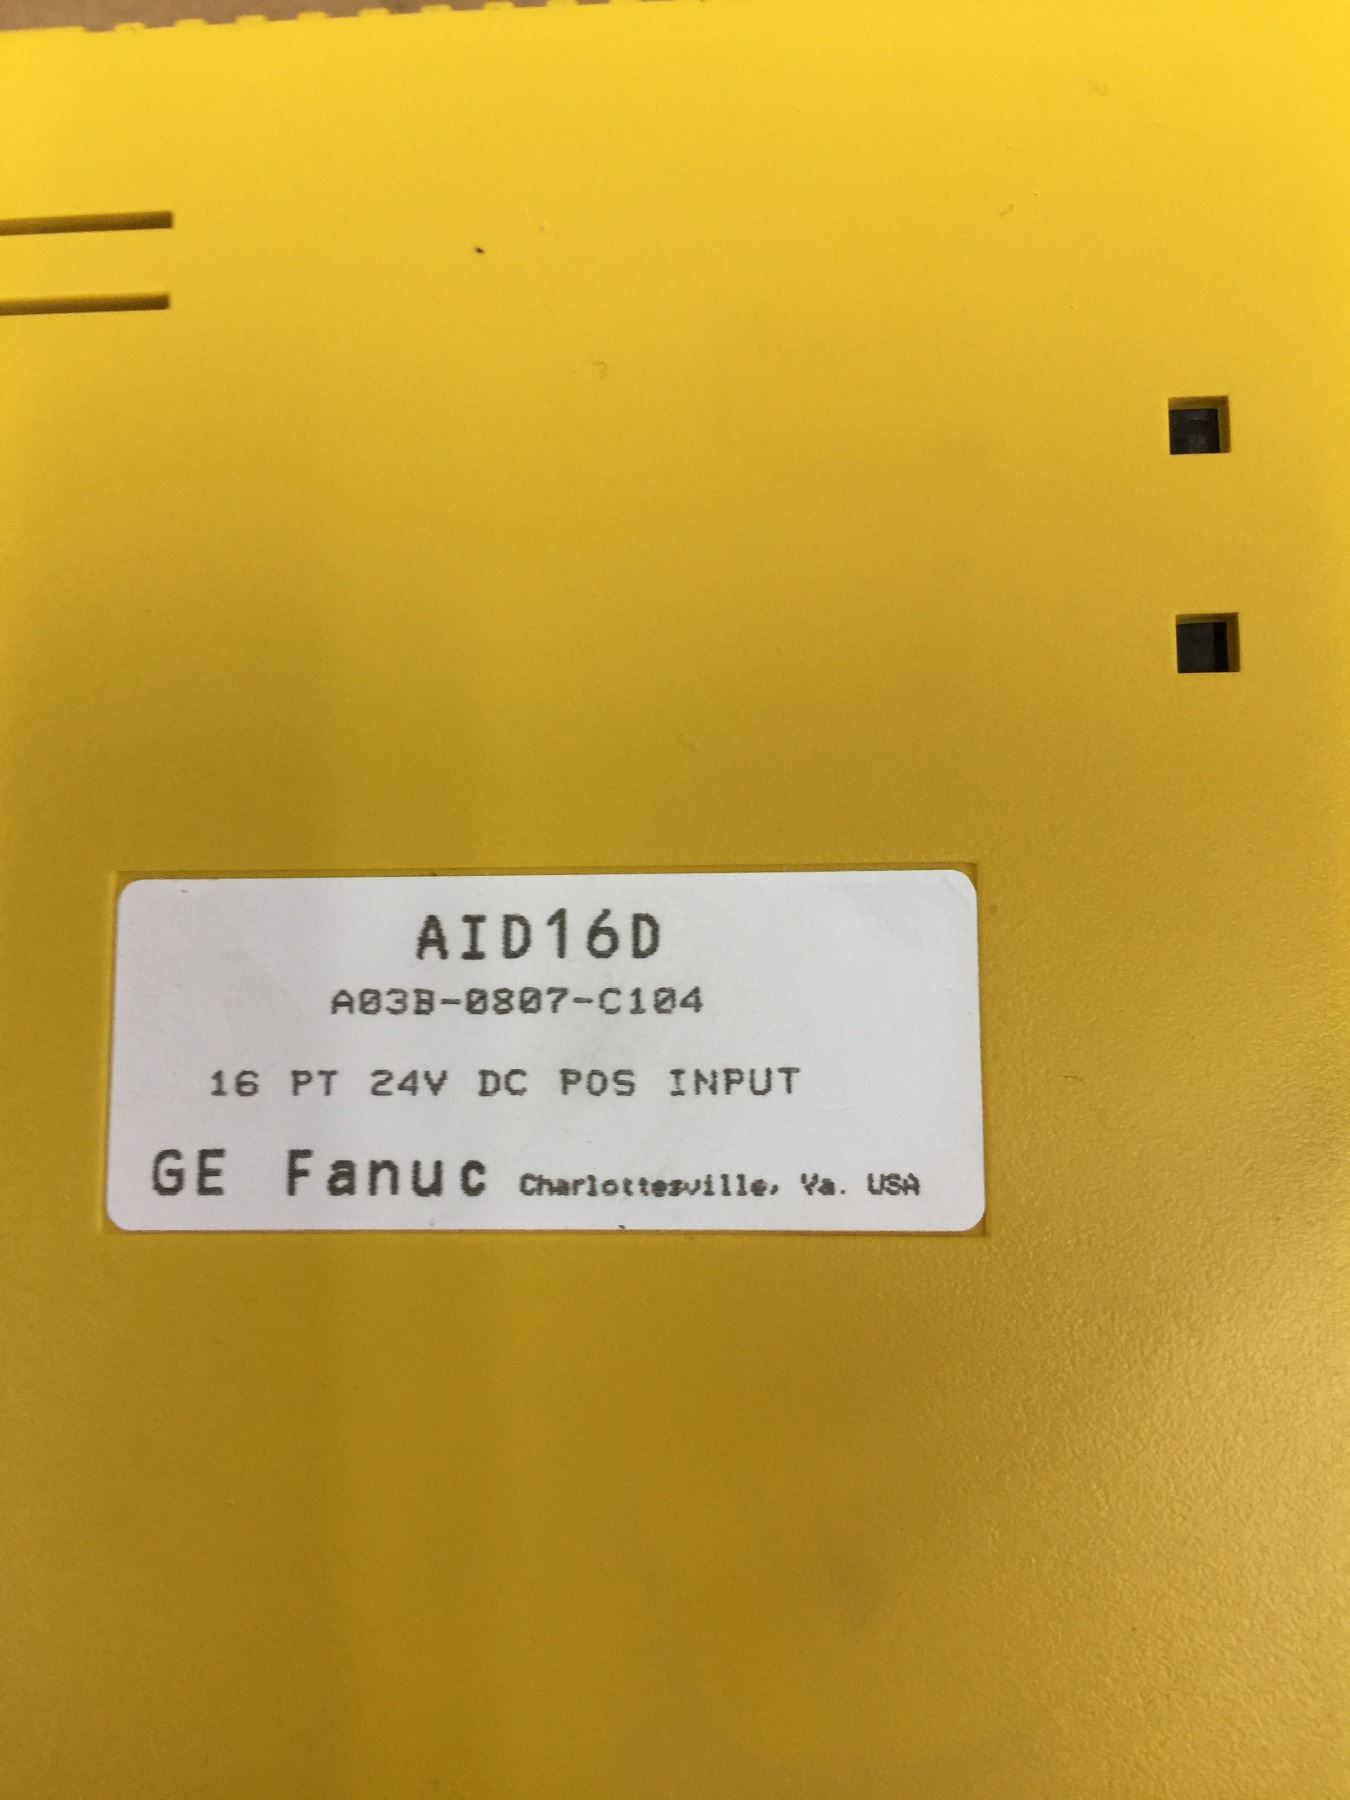 AID16D
A03B-0807-C104
16 PT 24V DC POS INPUT
GE Fanuc Charlottesville, Va. USA